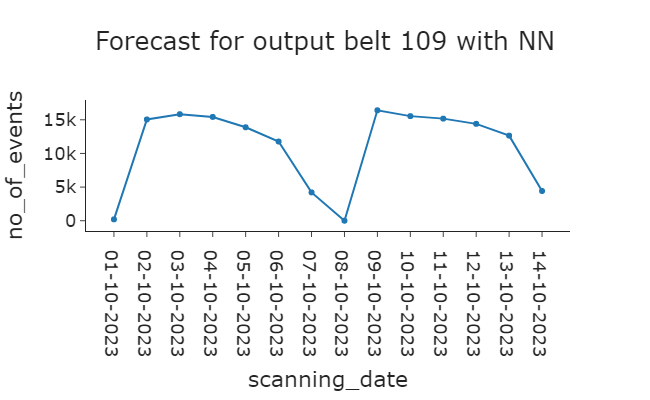 Forecast for output belt 109 with NN
no_of_events
15k
10k
5k
0
01-10-2023
02-10-2023
03-10-2023
04-10-2023
05-10-2023
06-10-2023
07-10-2023
08-10-2023
09-10-2023
10-10-2023
11-10-2023
12-10-2023
13-10-2023
14-10-2023
scanning_date